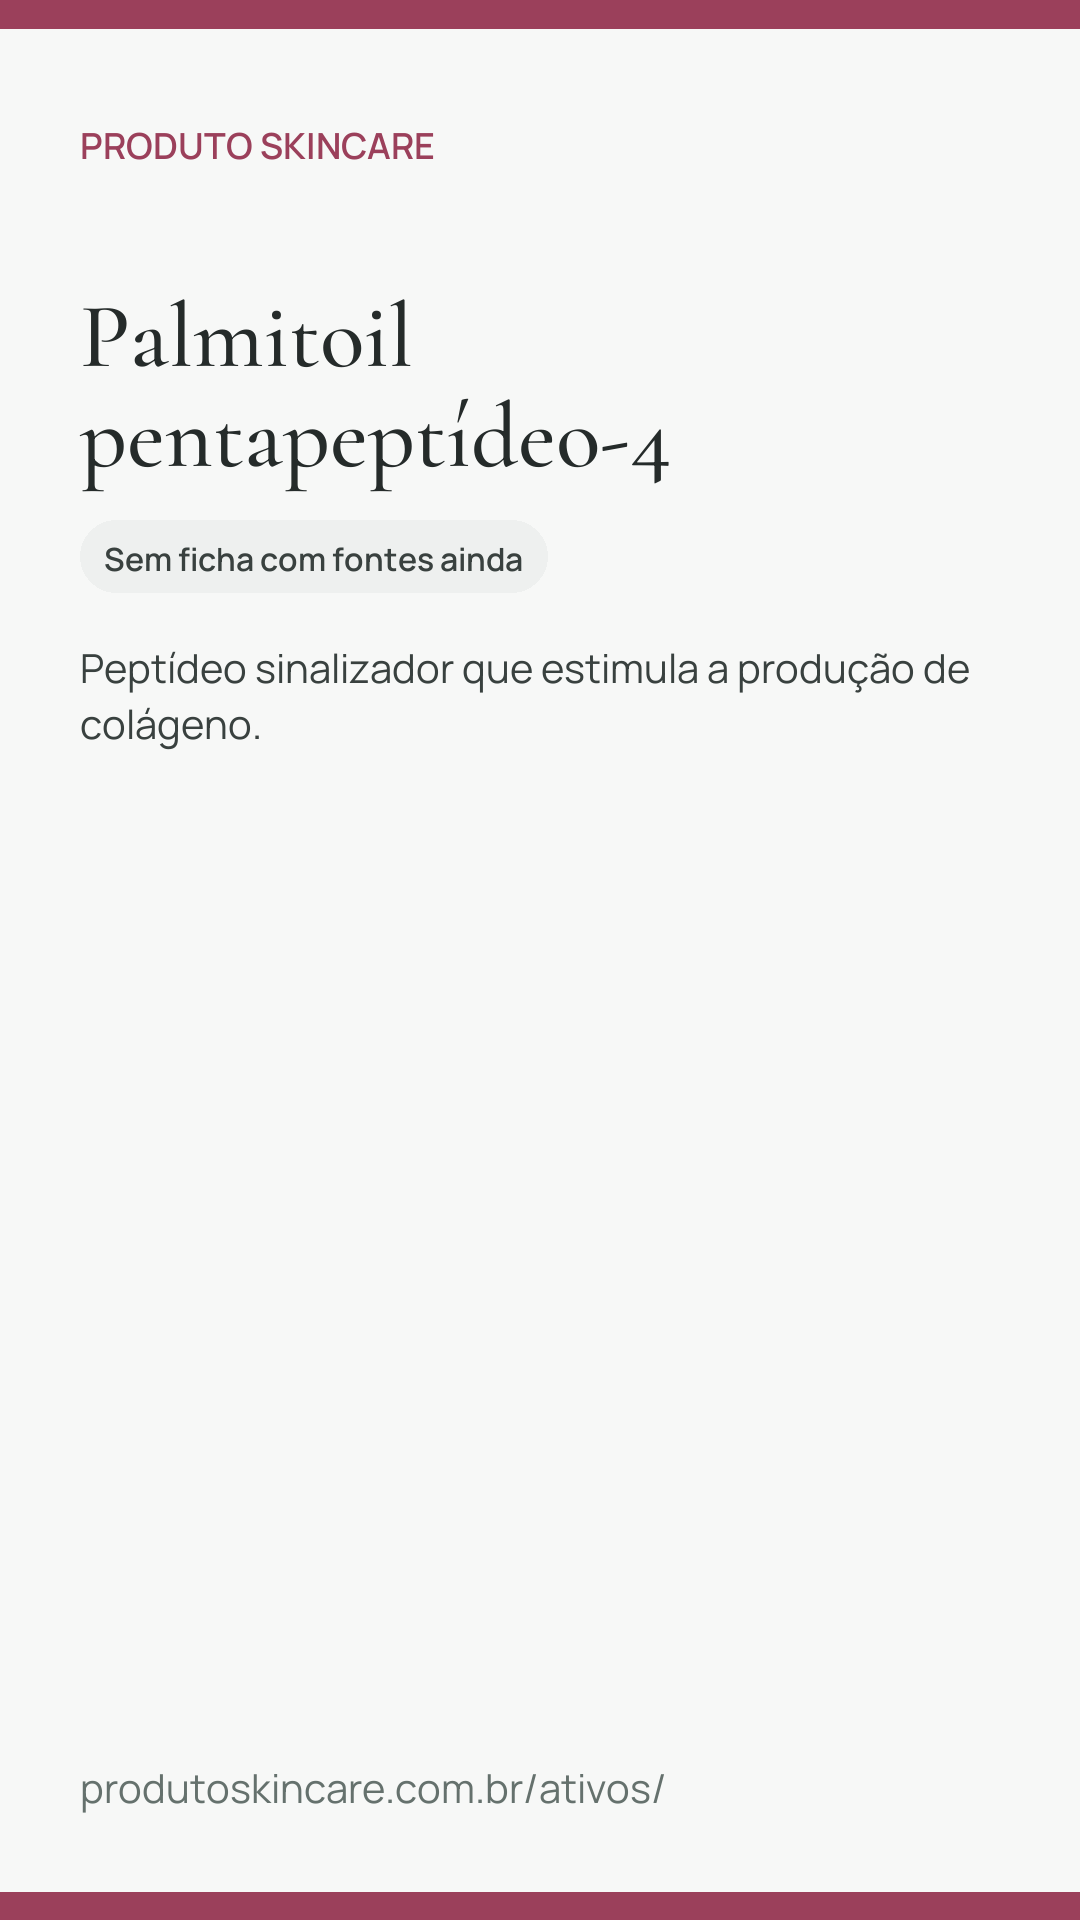 PRODUTO SKINCARE
Palmitoil
pentapeptídeo-4
Sem ficha com fontes ainda
Peptídeo sinalizador que estimula a produção de
colágeno.
produtoskincare.com.br/ativos/